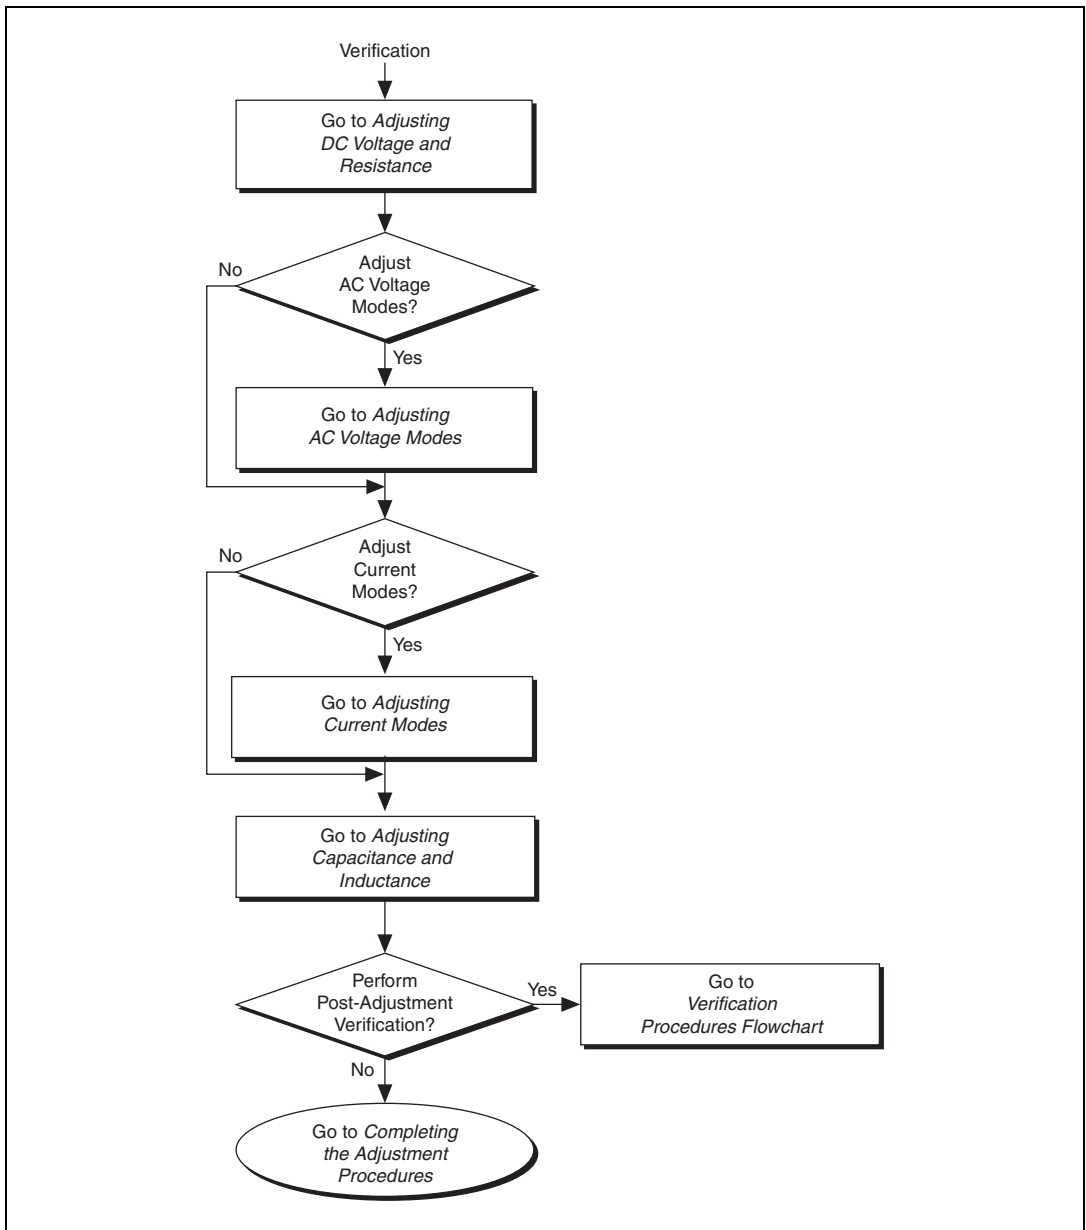 Verification
Go to Adjusting
DC Voltage and
Resistance
No
Adjust
AC Voltage
Modes?
Yes
Go to Adjusting
AC Voltage Modes
No
Adjust
Current
Modes?
Yes
Go to Adjusting
Current Modes
Go to Adjusting
Capacitance and
Inductance
Perform
Post-Adjustment
Verification?
Yes
Go to
Verification
Procedures Flowchart
No
Go to Completing
the Adjustment
Procedures